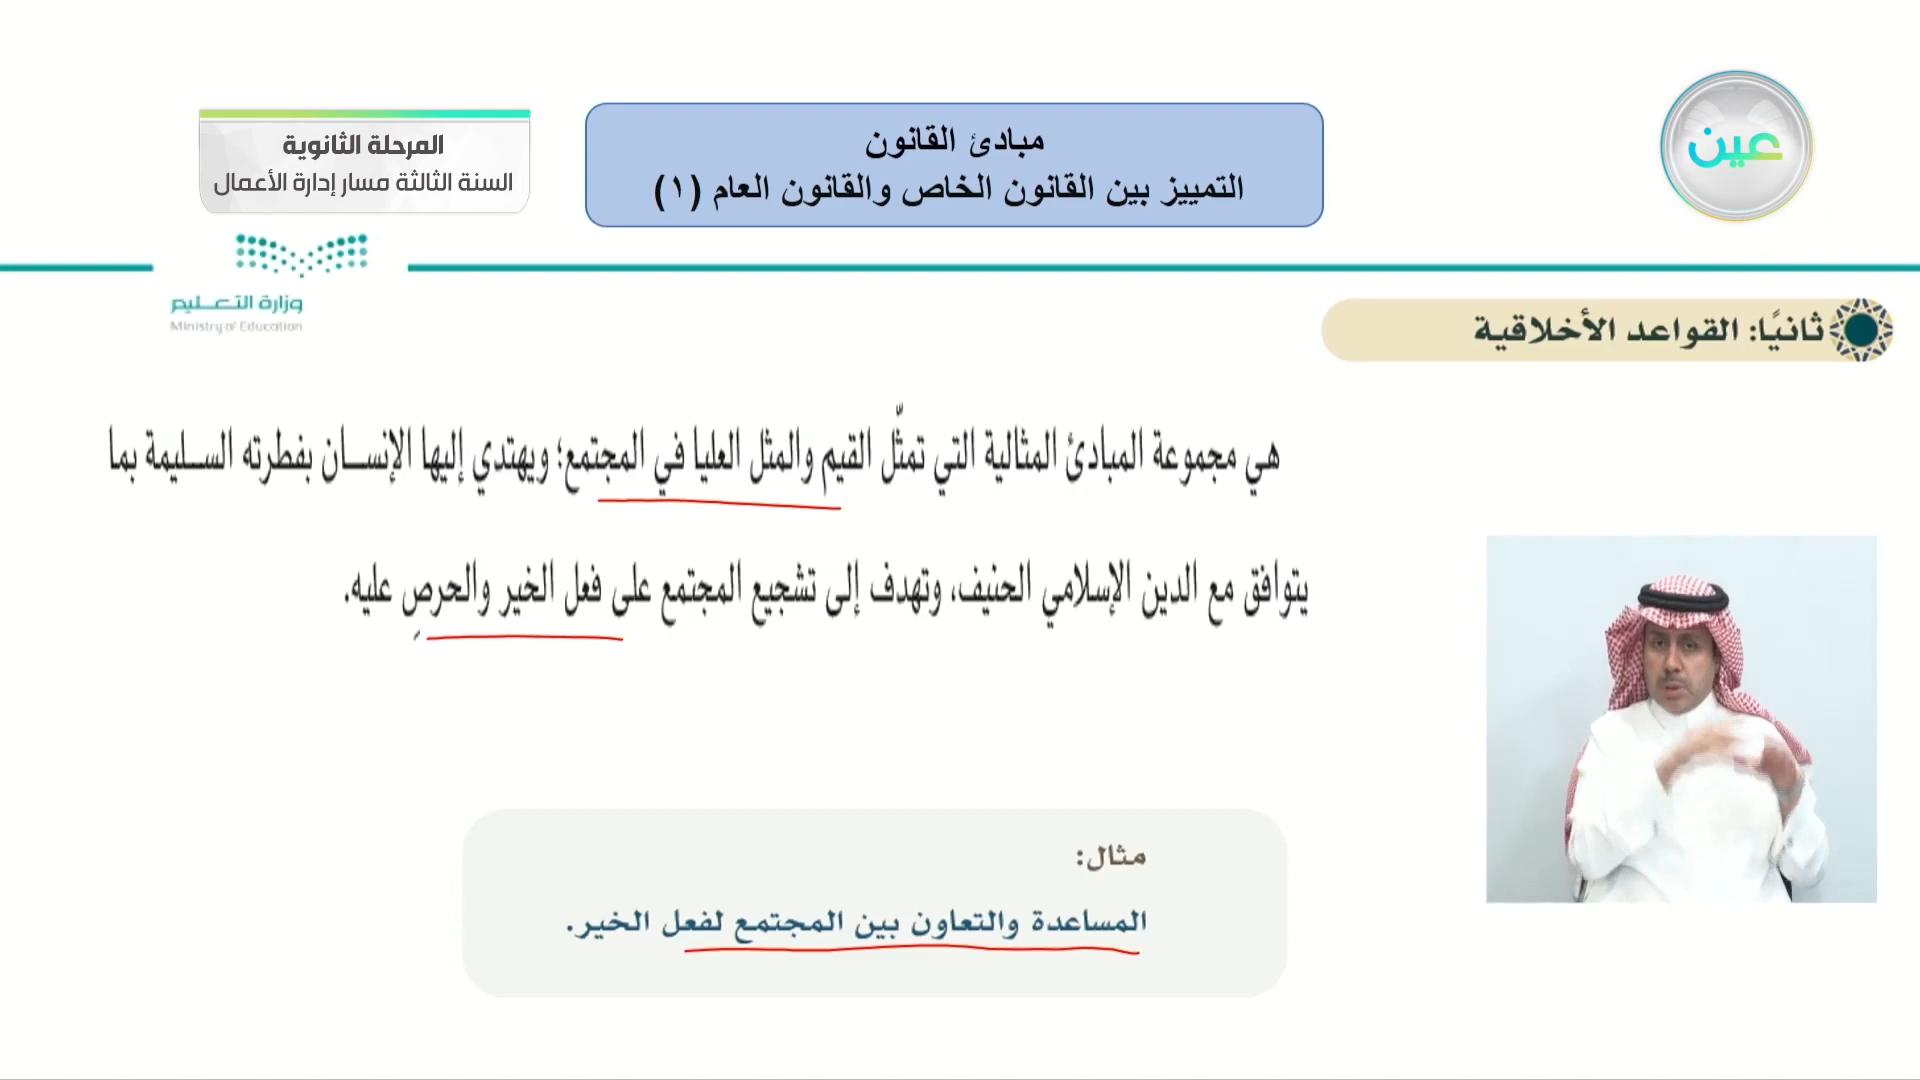 المرحلة الثانوية
السنة الثالثة مسار إدارة الأعمال
مبادئ القانون
التمييز بين القانون الخاص والقانون العام (١)
عين
وزارة التعـــليم
Ministry of Education
ثانيًا: القواعد الأخلاقية
هي مجموعة المبادئ المثالية التي تمثّل القيم والمثل العليا في المجتمع؛ ويهتدي إليها الإنســان بفطرته الســليمة بما
يتوافق مع الدين الإسلامي الحنيف، وتهدف إلى تشجيع المجتمع على فعل الخير والحرصِ عليه.
مثال:
المساعدة والتعاون بين المجتمع لفعل الخير.